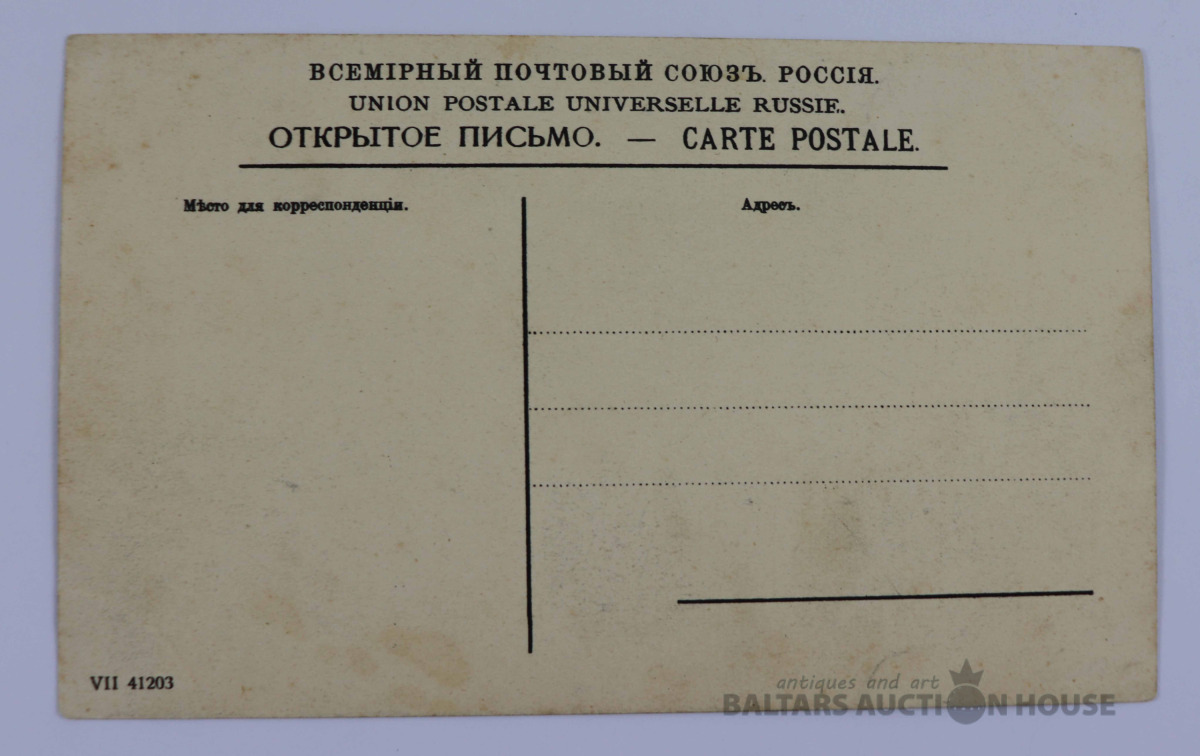 ВСЕМІРНЫЙ ПОЧТОВЫЙ СОЮЗЪ. РОССІЯ.
UNION POSTALE UNIVERSELLE RUSSIE.
ОТКРЫТОЕ ПИСЬМО. — CARTE POSTALE.
Мѣсто для корреспонденціи.
Адресъ.
VII 41203
antiques and art
BALTARS AUCTION HOUSE